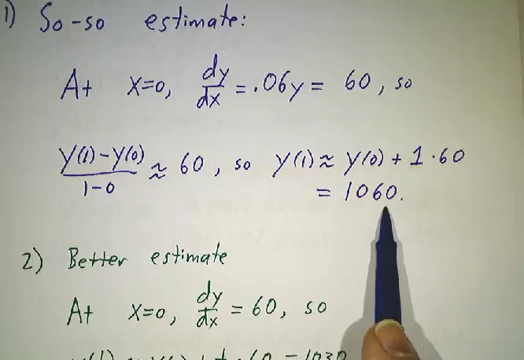 1) So-so estimate:
At x=0, dy/dx = .06y = 60, so
y(1)-y(0)/1-0 ≈ 60, so y(1) ≈ y(0) + 1·60
= 1060.
2) Better estimate
At x=0, dy/dx = 60, so